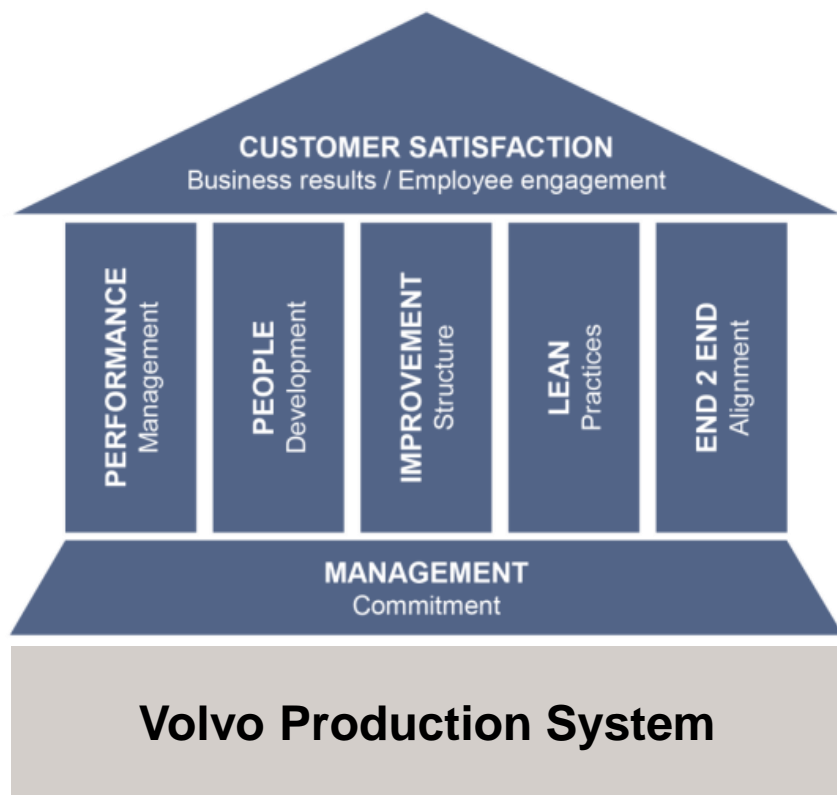 CUSTOMER SATISFACTION
Business results / Employee engagement
PERFORMANCE
Management
PEOPLE
Development
IMPROVEMENT
Structure
LEAN
Practices
END 2 END
Alignment
MANAGEMENT
Commitment
Volvo Production System